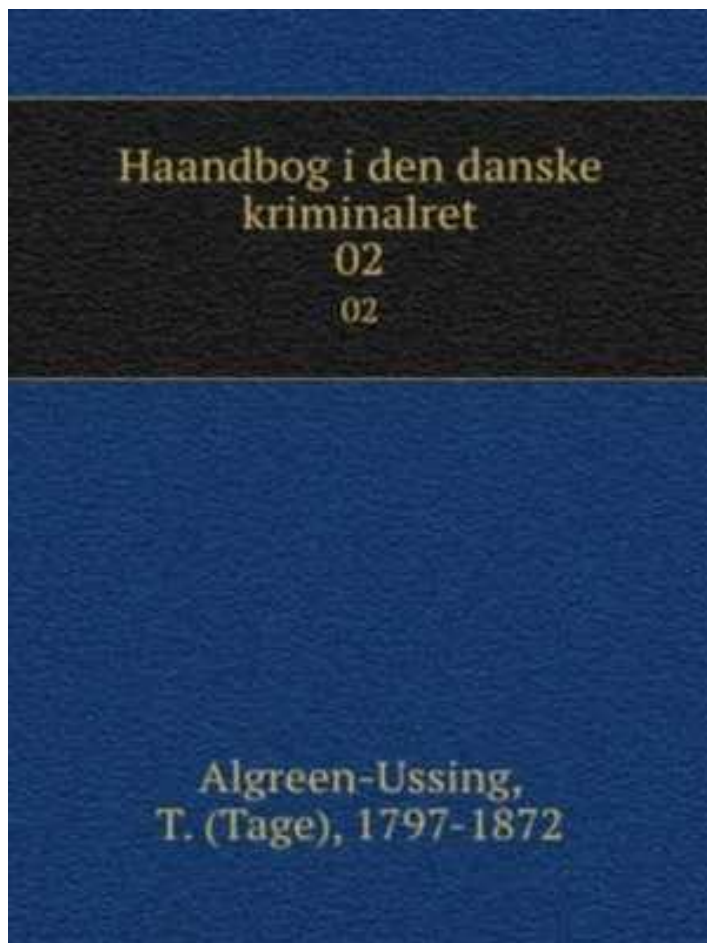 Haandbog i den danske
kriminalret
02
02
Algreen-Ussing,
T. (Tage), 1797-1872